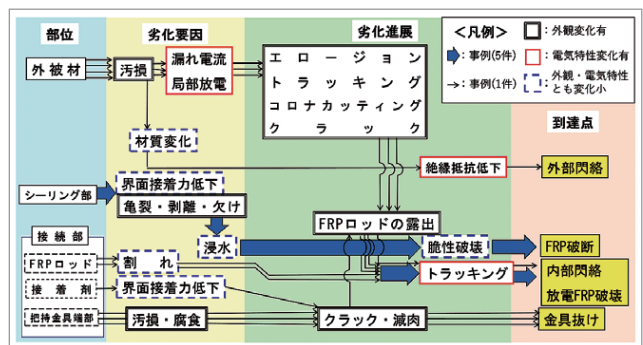 部位
劣化要因
劣化進展
<凡例>
：外観変化有
：事例(5件)
：電気特性変化有
：事例(1件)
：外観・電気特性
とも変化小
到達点
外被材
汚損
漏れ電流
局部放電
エロージョン
トラッキング
コロナカッティング
クラック
材質変化
絶縁抵抗低下
外部閃絡
シーリング部
界面接着力低下
亀裂・剥離・欠け
FRPロッドの露出
浸水
脆性破壊
FRP破断
接続部
FRPロッド
割れ
トラッキング
内部閃絡
放電FRP破壊
接着剤
界面接着力低下
把持金具端部
汚損・腐食
クラック・減肉
金具抜け